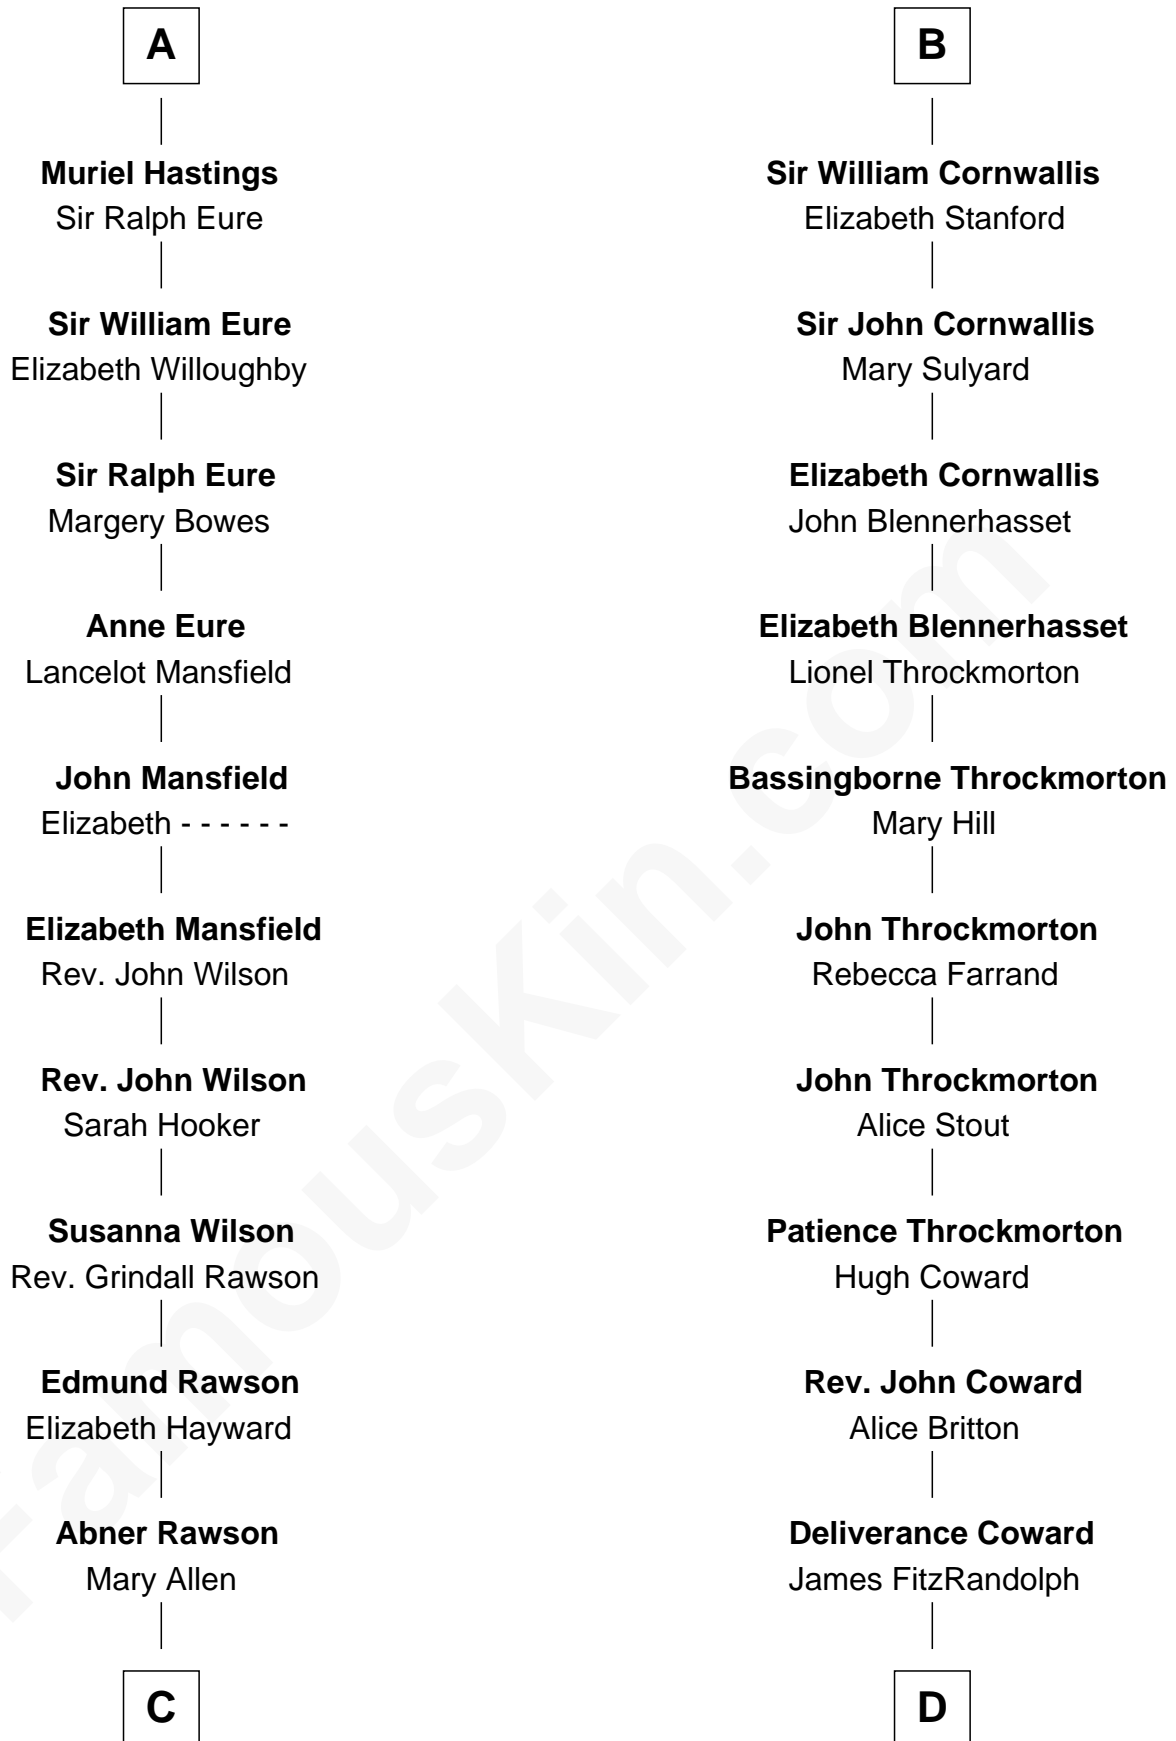 A
Muriel Hastings
Sir Ralph Eure
Sir William Eure
Elizabeth Willoughby
Sir Ralph Eure
Margery Bowes
Anne Eure
Lancelot Mansfield
John Mansfield
Elizabeth - - - - - -
Elizabeth Mansfield
Rev. John Wilson
Rev. John Wilson
Sarah Hooker
Susanna Wilson
Rev. Grindall Rawson
Edmund Rawson
Elizabeth Hayward
Abner Rawson
Mary Allen
C
B
Sir William Cornwallis
Elizabeth Stanford
Sir John Cornwallis
Mary Sulyard
Elizabeth Cornwallis
John Blennerhasset
Elizabeth Blennerhasset
Lionel Throckmorton
Bassingborne Throckmorton
Mary Hill
John Throckmorton
Rebecca Farrand
John Throckmorton
Alice Stout
Patience Throckmorton
Hugh Coward
Rev. John Coward
Alice Britton
Deliverance Coward
James FitzRandolph
D
FamousKin.com